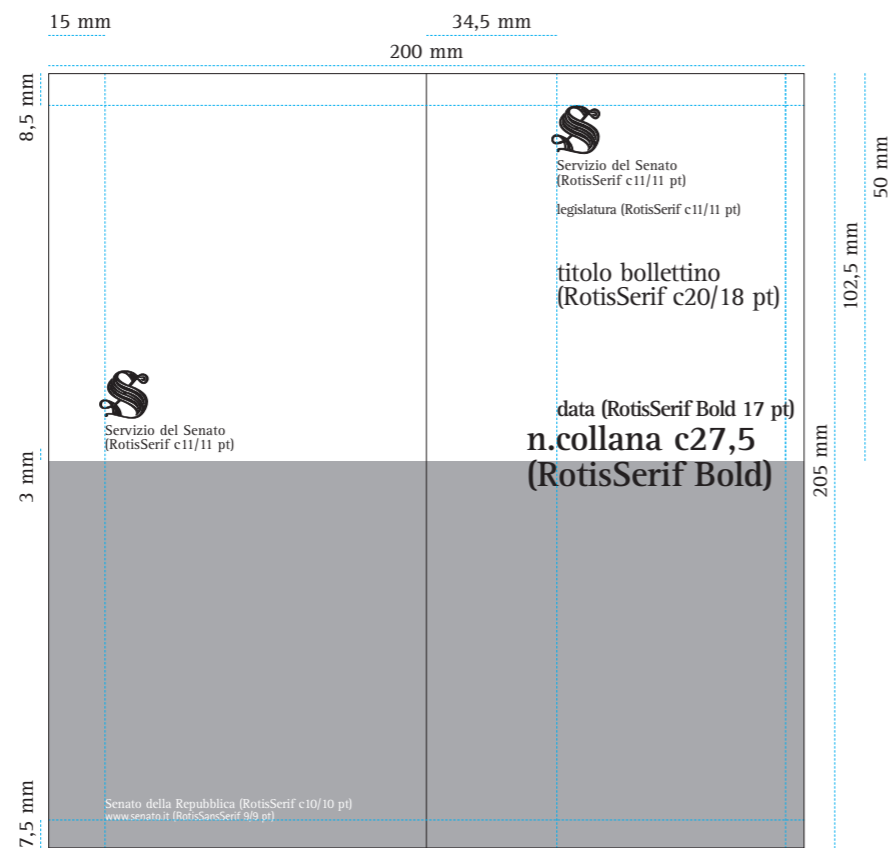 15 mm
34,5 mm
200 mm
8,5 mm
50 mm
S
Servizio del Senato
(RotisSerif c11/11 pt)
legislatura (RotisSerif c11/11 pt)
102,5 mm
titolo bollettino
(RotisSerif c20/18 pt)
S
Servizio del Senato
(RotisSerif c11/11 pt)
data (RotisSerif Bold 17 pt)
n.collana c27,5
(RotisSerif Bold)
3 mm
205 mm
Senato della Repubblica (RotisSerif c10/10 pt)
www.senato.it (RotisSansSerif 9/9 pt)
7,5 mm